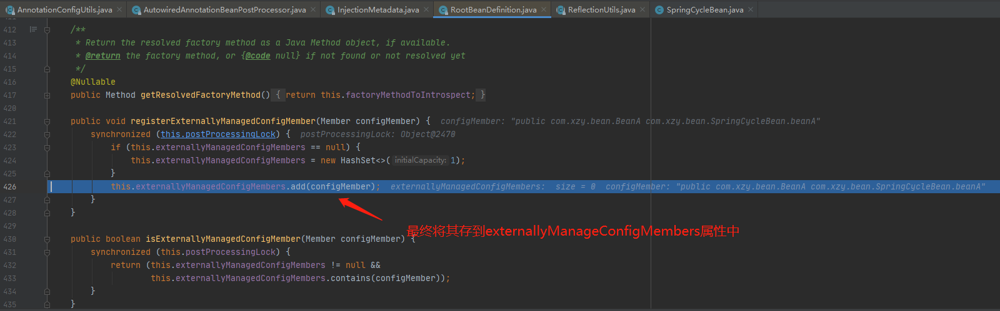 AnnotationConfigUtils.java AutowiredAnnotationBeanPostProcessor.java InjectionMetadata.java RootBeanDefinition.java ReflectionUtils.java SpringCycleBean.java
412 /**
413 * Return the resolved factory method as a Java Method object, if available.
414 * @return the factory method, or {@code null} if not found or not resolved yet
415 */
416 @Nullable
417 public Method getResolvedFactoryMethod() { return this.factoryMethodToIntrospect; }
420
421 public void registerExternallyManagedConfigMember(Member configMember) { configMember: "public com.xzy.bean.BeanA com.xzy.bean.SpringCycleBean.beanA"
422 synchronized (this.postProcessingLock) { postProcessingLock: Object@2470
423 if (this.externallyManagedConfigMembers == null) {
424 this.externallyManagedConfigMembers = new HashSet<>( initialCapacity: 1);
425 }
426 this.externallyManagedConfigMembers.add(configMember); externallyManagedConfigMembers: size = 0 configMember: "public com.xzy.bean.BeanA com.xzy.bean.SpringCycleBean.beanA"
427 }
428 }
429
最终将其存到externallyManageConfigMembers属性中
430 public boolean isExternallyManagedConfigMember(Member configMember) {
431 synchronized (this.postProcessingLock) {
432 return (this.externallyManagedConfigMembers != null &&
433 this.externallyManagedConfigMembers.contains(configMember));
434 }
435 }